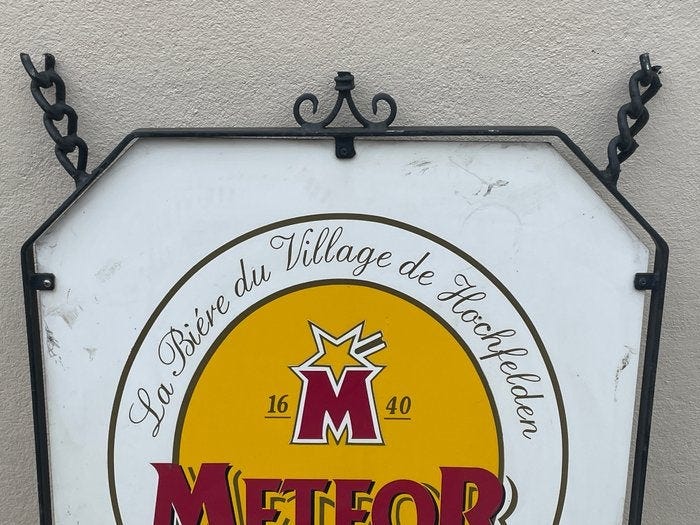 La Biére du Village de Hochfelden
M
16 40
METEOR